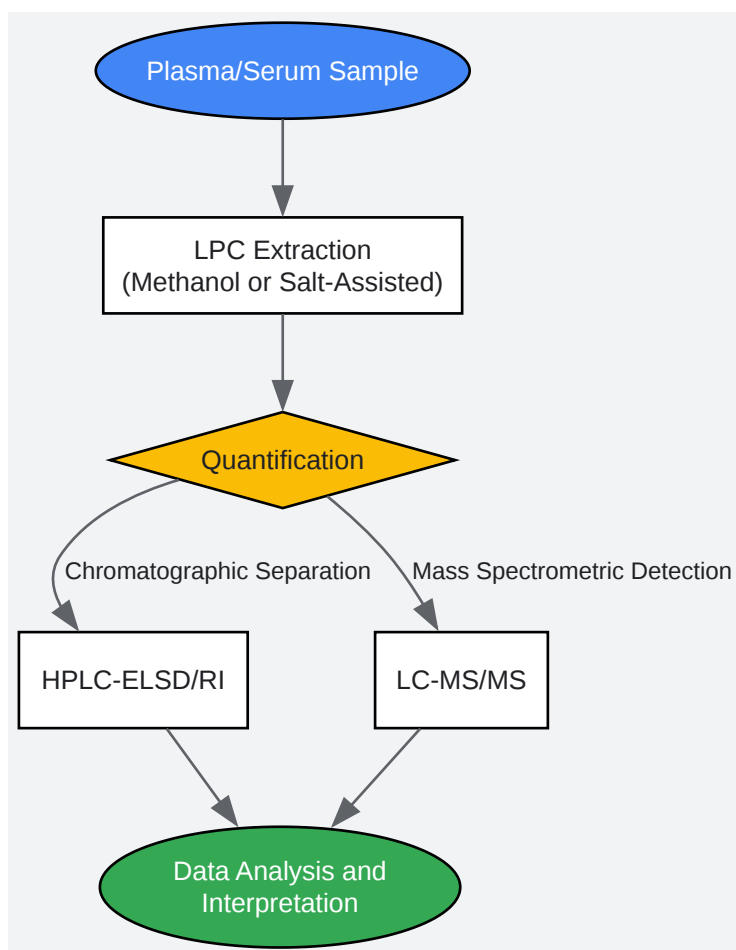 Plasma/Serum Sample
LPC Extraction
(Methanol or Salt-Assisted)
Quantification
Chromatographic Separation
Mass Spectrometric Detection
HPLC-ELSD/RI
LC-MS/MS
Data Analysis and
Interpretation